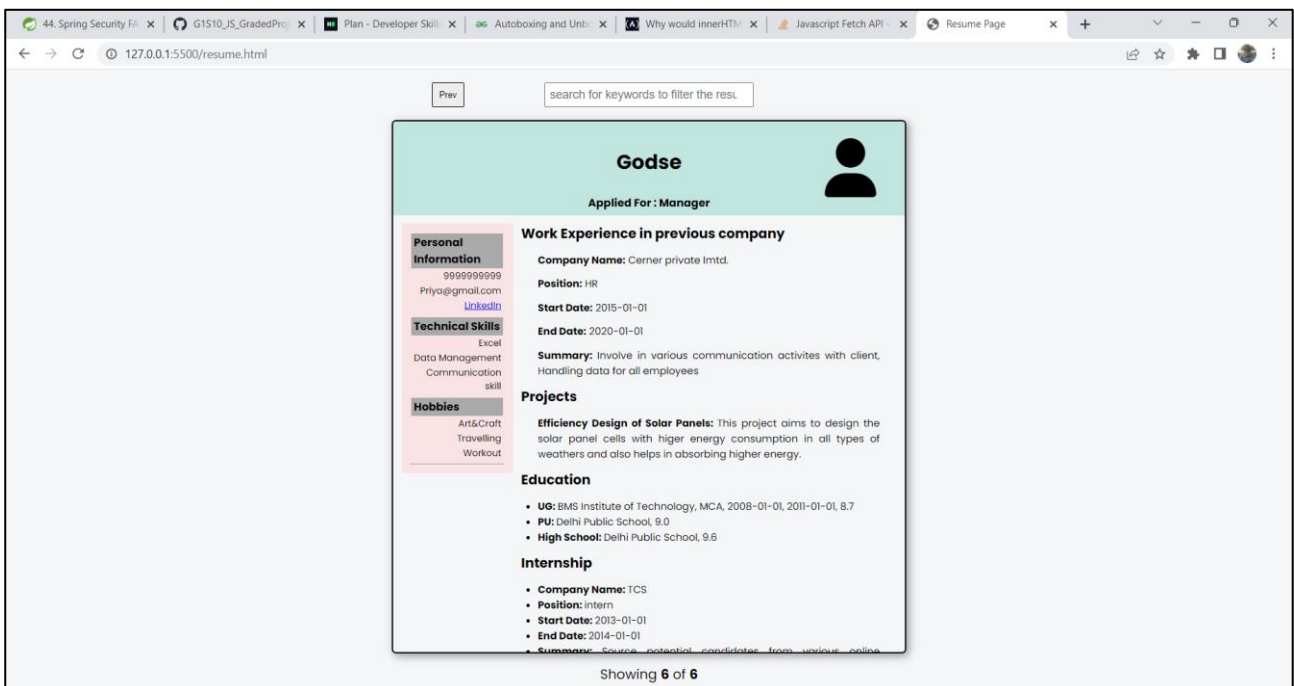 44. Spring Security FA
G1S10_JS_GradedProj
Plan - Developer Skill
Autoboxing and Unbo
Why would innerHTM
Javascript Fetch API -
Resume Page
127.0.0.1:5500/resume.html
Prev
search for keywords to filter the resu
Godse
Applied For : Manager
Personal
Information
9999999999
Priya@gmail.com
LinkedIn
Technical Skills
Excel
Data Management
Communication
skill
Hobbies
Art&Craft
Travelling
Workout
Work Experience in previous company
Company Name: Cerner private lmtd.
Position: HR
Start Date: 2015-01-01
End Date: 2020-01-01
Summary: Involve in various communication activites with client,
Handling data for all employees
Projects
Efficiency Design of Solar Panels: This project aims to design the
solar panel cells with higer energy consumption in all types of
weathers and also helps in absorbing higher energy.
Education
• UG: BMS Institute of Technology, MCA, 2008-01-01, 2011-01-01, 8.7
• PU: Delhi Public School, 9.0
• High School: Delhi Public School, 9.6
Internship
• Company Name: TCS
• Position: intern
• Start Date: 2013-01-01
• End Date: 2014-01-01
• Summary: Source potential candidates from various online
Showing 6 of 6